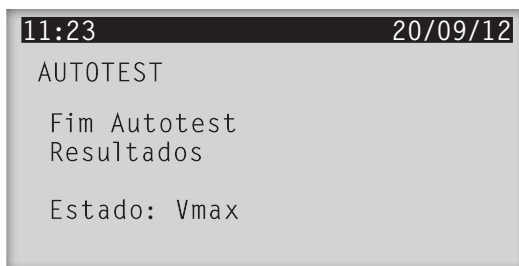 11:23 20/09/12
AUTOTEST
Fim Autotest
Resultados
Estado: Vmax